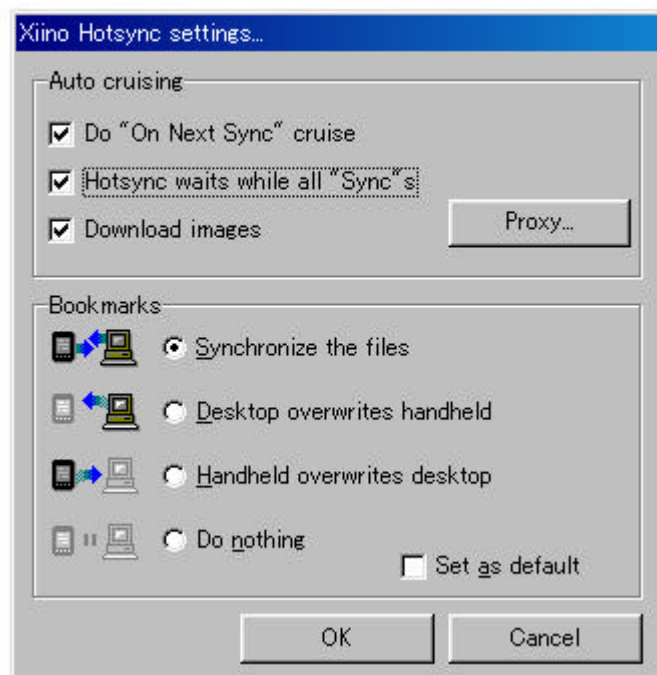 Xiino Hotsync settings...
Auto cruising
Do "On Next Sync" cruise
Hotsync waits while all "Sync"s
Download images
Proxy...
Bookmarks
Synchronize the files
Desktop overwrites handheld
Handheld overwrites desktop
Do nothing
Set as default
OK
Cancel